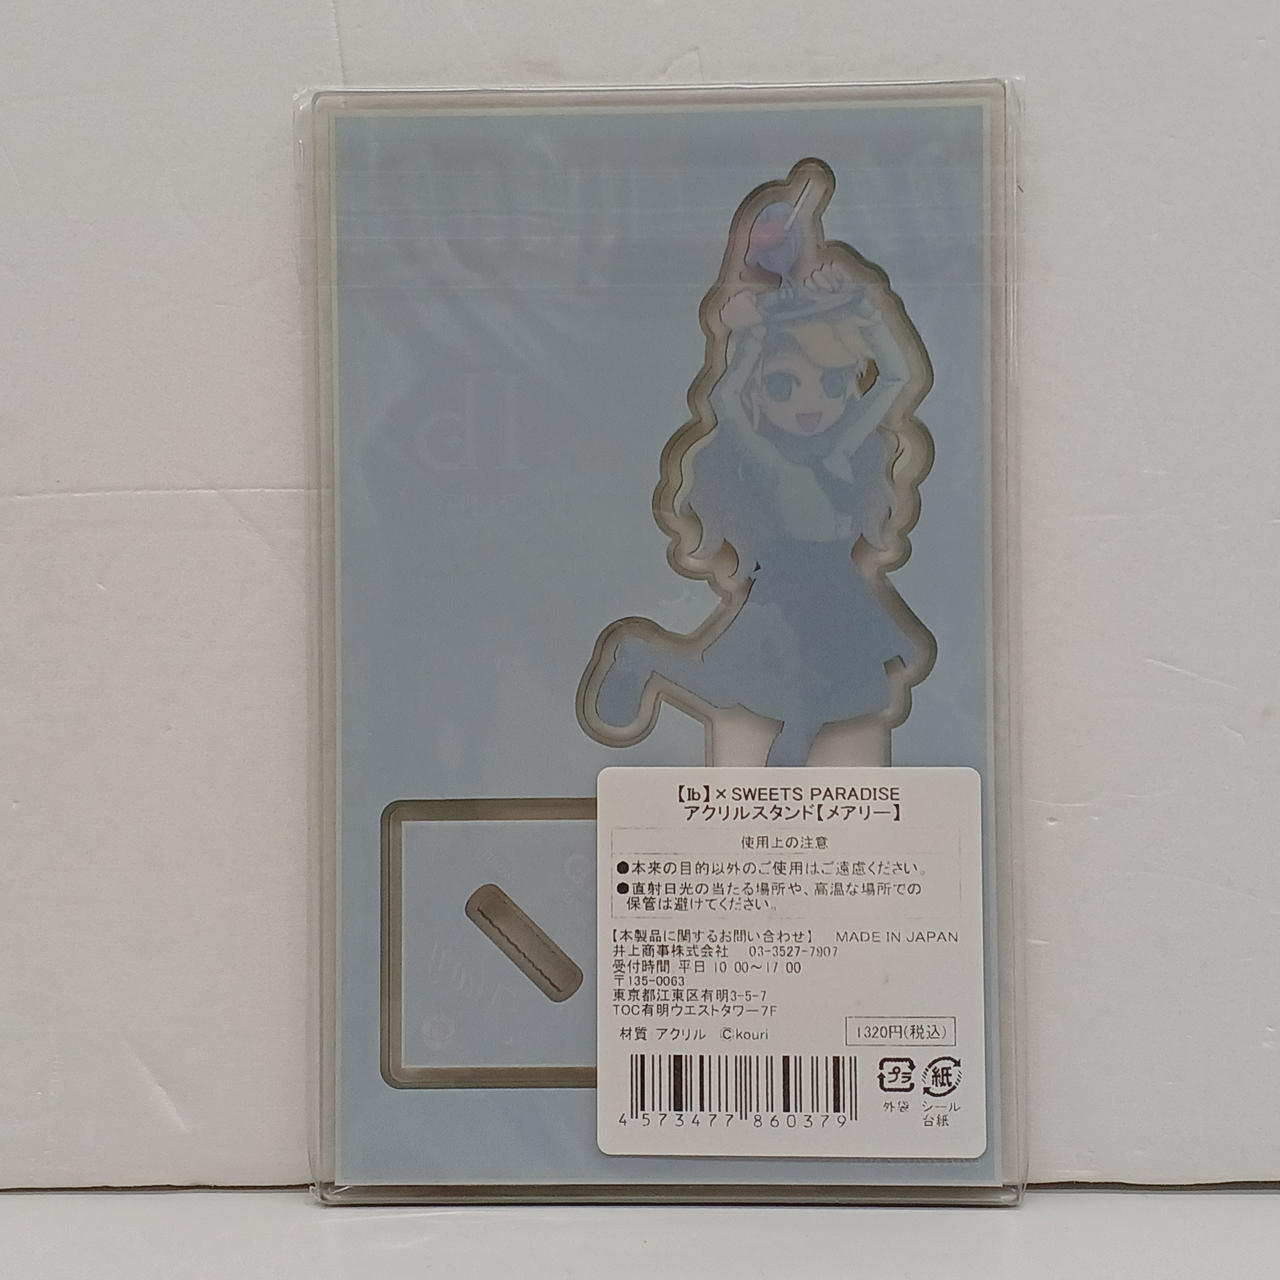 Ib
【Ib】× SWEETS PARADISE
アクリルスタンド【メアリー】
使用上の注意
●本来の目的以外のご使用はご遠慮ください。
●直射日光の当たる場所や、高温な場所での
保管は避けてください。
【本製品に関するお問い合わせ】 MADE IN JAPAN
井上商事株式会社 03-3527-7907
受付時間 平日 10:00～17:00
〒135-0063
東京都江東区有明3-5-7
TOC有明ウエストタワー7F
材質 アクリル ©kouri
1320円(税込)
4573477860379
プラ 紙
外袋 シール
台紙